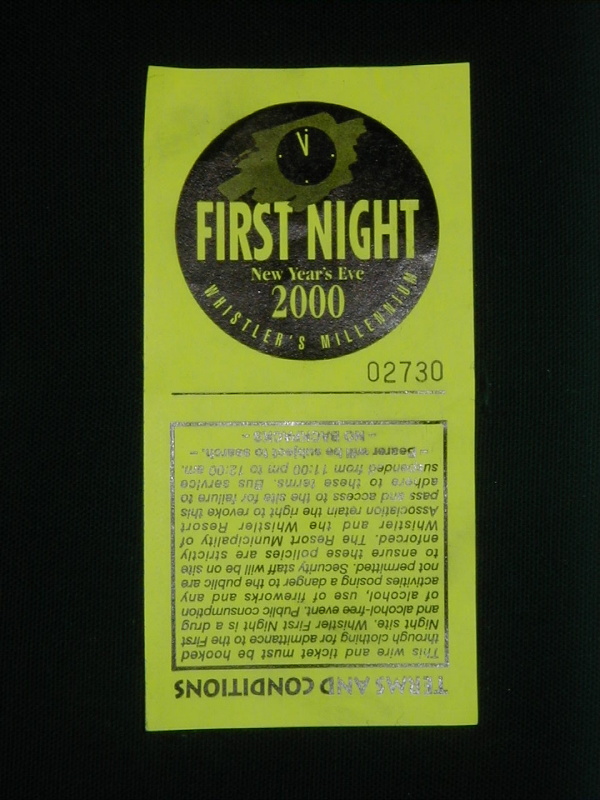 FIRST NIGHT
New Year's Eve
2000
WHISTLER'S MILLENNIUM
02730
TERMS AND CONDITIONS
This wire and ticket must be hooked
through clothing for admittance to the First
Night site. Whistler First Night is a drug
and alcohol-free event. Public consumption
of alcohol, use of fireworks and any
activities posing a danger to the public are
not permitted. Security staff will be on site
to ensure these policies are strictly
enforced. The Resort Municipality of
Whistler and the Whistler Resort
Association retain the right to revoke this
pass and access to the site for failure to
adhere to these terms. Bus service
suspended from 11:00 pm to 12:00 am.
- Bearer will be subject to search. -
- NO BACKPACKS -